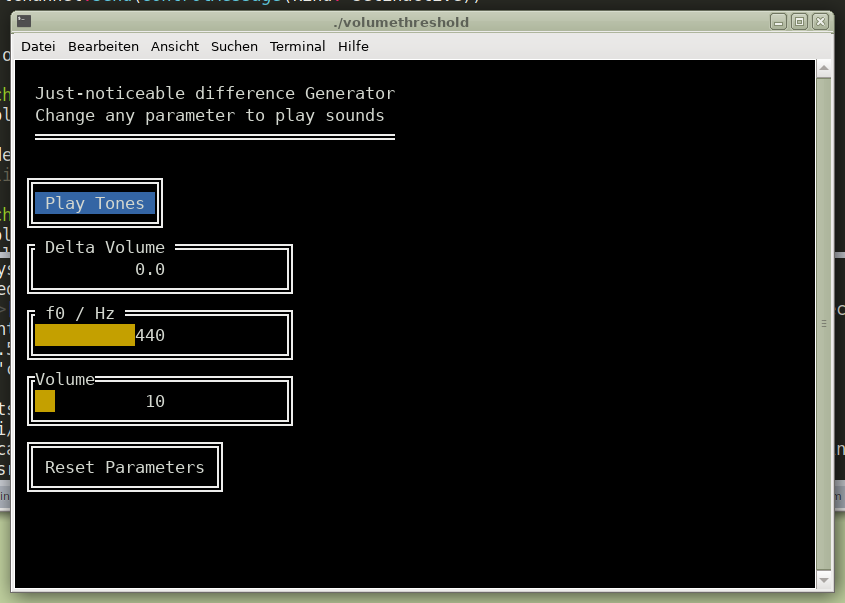 ./volumethreshold
Datei Bearbeiten Ansicht Suchen Terminal Hilfe
Just-noticeable difference Generator
Change any parameter to play sounds
Play Tones
Delta Volume
0.0
f0 / Hz
440
Volume
10
Reset Parameters